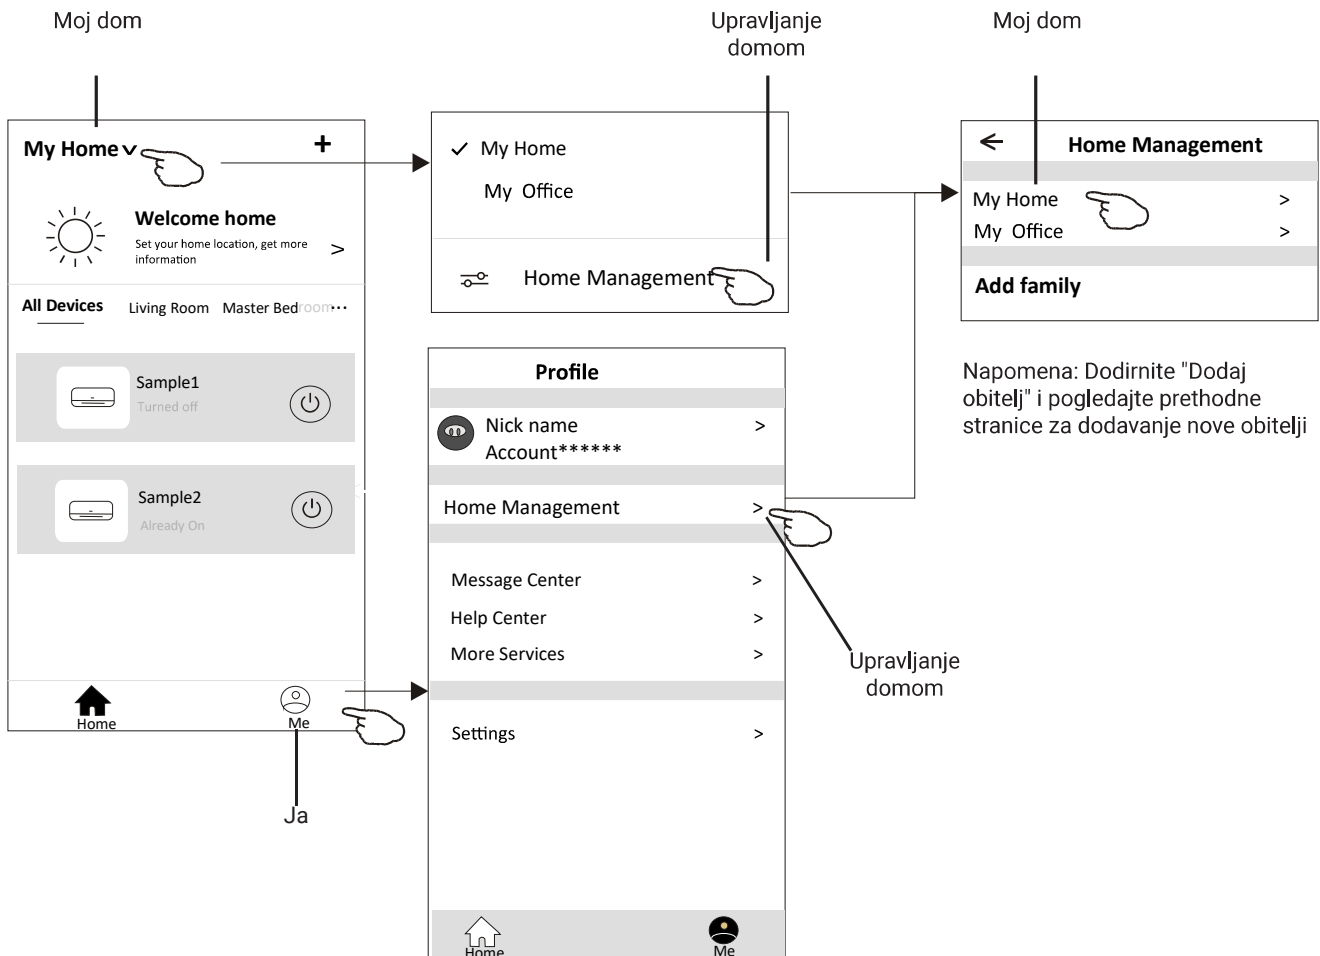 Moj dom
Upravljanje
domom
Moj dom
My Home
+
Welcome home
Set your home location, get more
information
>
All Devices Living Room Master Bedroom ...
Sample1
Turned off
Sample2
Already On
Home
Me
Ja
✓ My Home
My Office
Home Management
Profile
Nick name >
Account******
Home Management >
Message Center >
Help Center >
More Services >
Settings >
Home
Me
Upravljanje
domom
Home Management
My Home >
My Office >
Add family
Napomena: Dodirnite "Dodaj
obitelj" i pogledajte prethodne
stranice za dodavanje nove obitelji